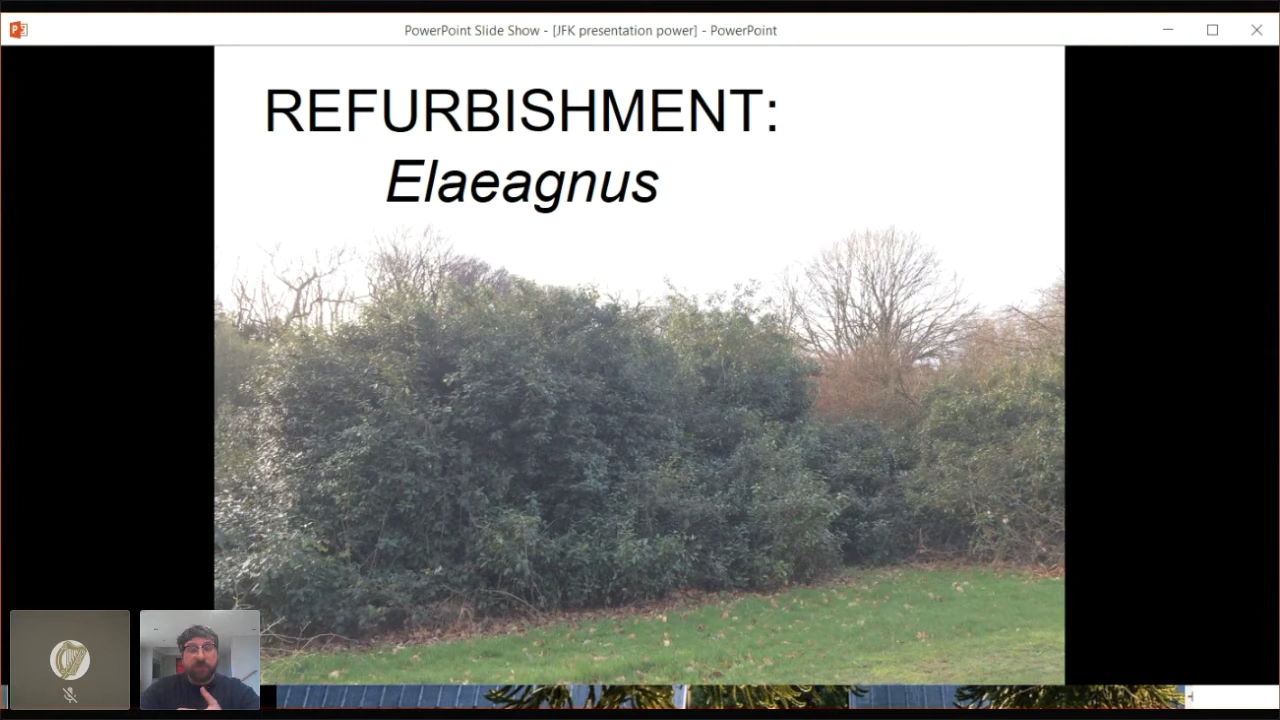 PowerPoint Slide Show - [JFK presentation power] - PowerPoint
REFURBISHMENT:
Elaeagnus